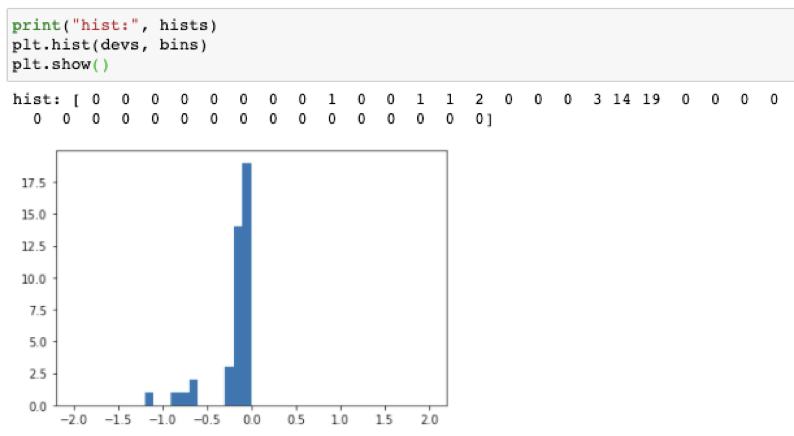 print("hist:", hists)
plt.hist(devs, bins)
plt.show()
hist: [ 0 0 0 0 0 0 0 0 1 0 0 1 1 2 0 0 0 3 14 19 0 0 0 0
0 0 0 0 0 0 0 0 0 0 0 0 0 0 0 0]
17.5
15.0
12.5
10.0
7.5
5.0
2.5
0.0
−2.0 −1.5 −1.0 −0.5 0.0 0.5 1.0 1.5 2.0